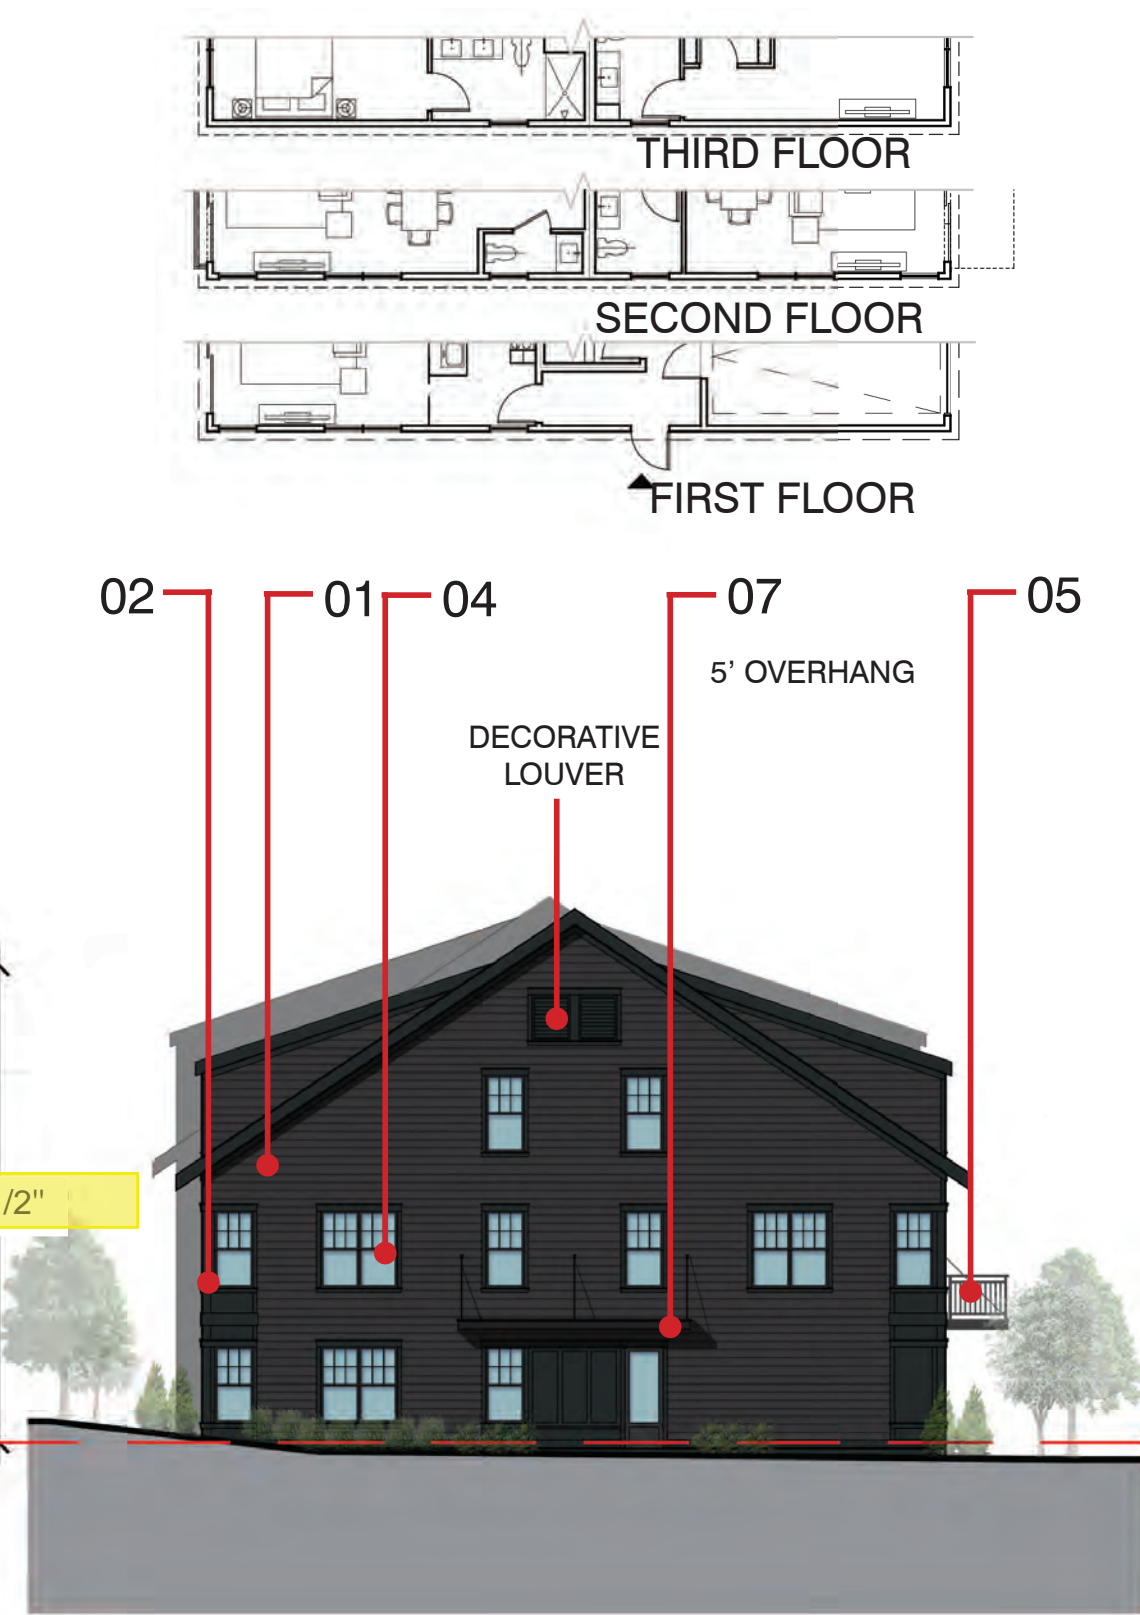 THIRD FLOOR
SECOND FLOOR
FIRST FLOOR
02
01
04
07
05
5’ OVERHANG
DECORATIVE
LOUVER
/2"